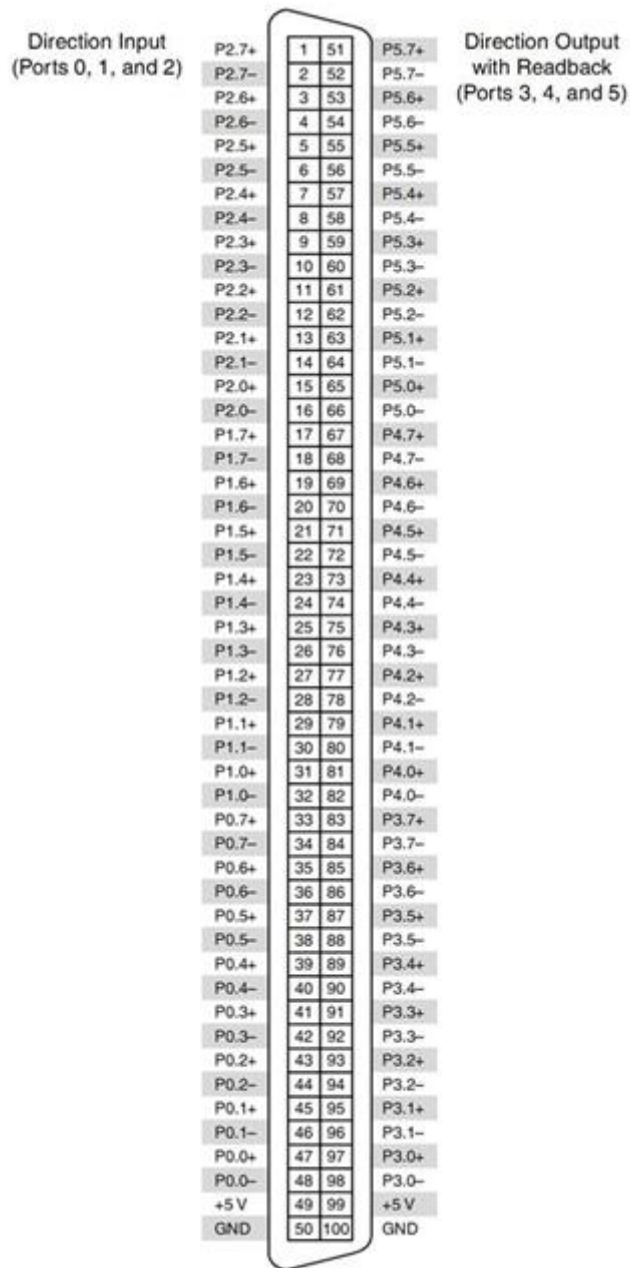 Direction Input
(Ports 0, 1, and 2)
Direction Output
with Readback
(Ports 3, 4, and 5)
P2.7+ 1 51 P5.7+
P2.7– 2 52 P5.7–
P2.6+ 3 53 P5.6+
P2.6– 4 54 P5.6–
P2.5+ 5 55 P5.5+
P2.5– 6 56 P5.5–
P2.4+ 7 57 P5.4+
P2.4– 8 58 P5.4–
P2.3+ 9 59 P5.3+
P2.3– 10 60 P5.3–
P2.2+ 11 61 P5.2+
P2.2– 12 62 P5.2–
P2.1+ 13 63 P5.1+
P2.1– 14 64 P5.1–
P2.0+ 15 65 P5.0+
P2.0– 16 66 P5.0–
P1.7+ 17 67 P4.7+
P1.7– 18 68 P4.7–
P1.6+ 19 69 P4.6+
P1.6– 20 70 P4.6–
P1.5+ 21 71 P4.5+
P1.5– 22 72 P4.5–
P1.4+ 23 73 P4.4+
P1.4– 24 74 P4.4–
P1.3+ 25 75 P4.3+
P1.3– 26 76 P4.3–
P1.2+ 27 77 P4.2+
P1.2– 28 78 P4.2–
P1.1+ 29 79 P4.1+
P1.1– 30 80 P4.1–
P1.0+ 31 81 P4.0+
P1.0– 32 82 P4.0–
P0.7+ 33 83 P3.7+
P0.7– 34 84 P3.7–
P0.6+ 35 85 P3.6+
P0.6– 36 86 P3.6–
P0.5+ 37 87 P3.5+
P0.5– 38 88 P3.5–
P0.4+ 39 89 P3.4+
P0.4– 40 90 P3.4–
P0.3+ 41 91 P3.3+
P0.3– 42 92 P3.3–
P0.2+ 43 93 P3.2+
P0.2– 44 94 P3.2–
P0.1+ 45 95 P3.1+
P0.1– 46 96 P3.1–
P0.0+ 47 97 P3.0+
P0.0– 48 98 P3.0–
+5 V 49 99 +5 V
GND 50 100 GND